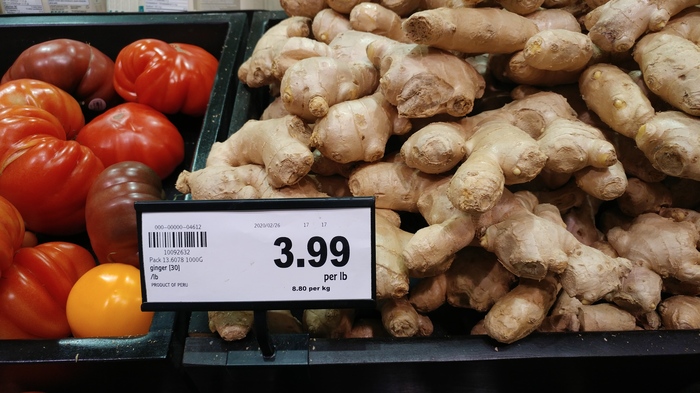 000-00000-04612
2020/02/26 17 17
10092632
Pack 13.6078 1000G
ginger [30]
/lb
PRODUCT OF PERU
3.99
per lb
8.80 per kg